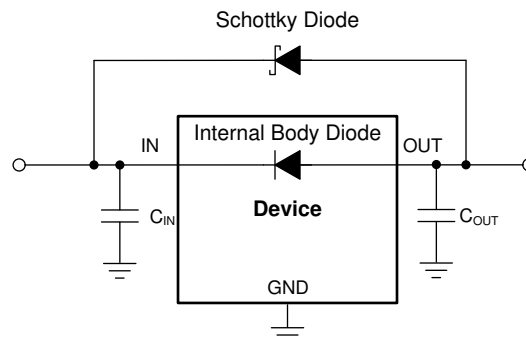 Schottky Diode
Internal Body Diode
IN
OUT
Device
CIN
COUT
GND